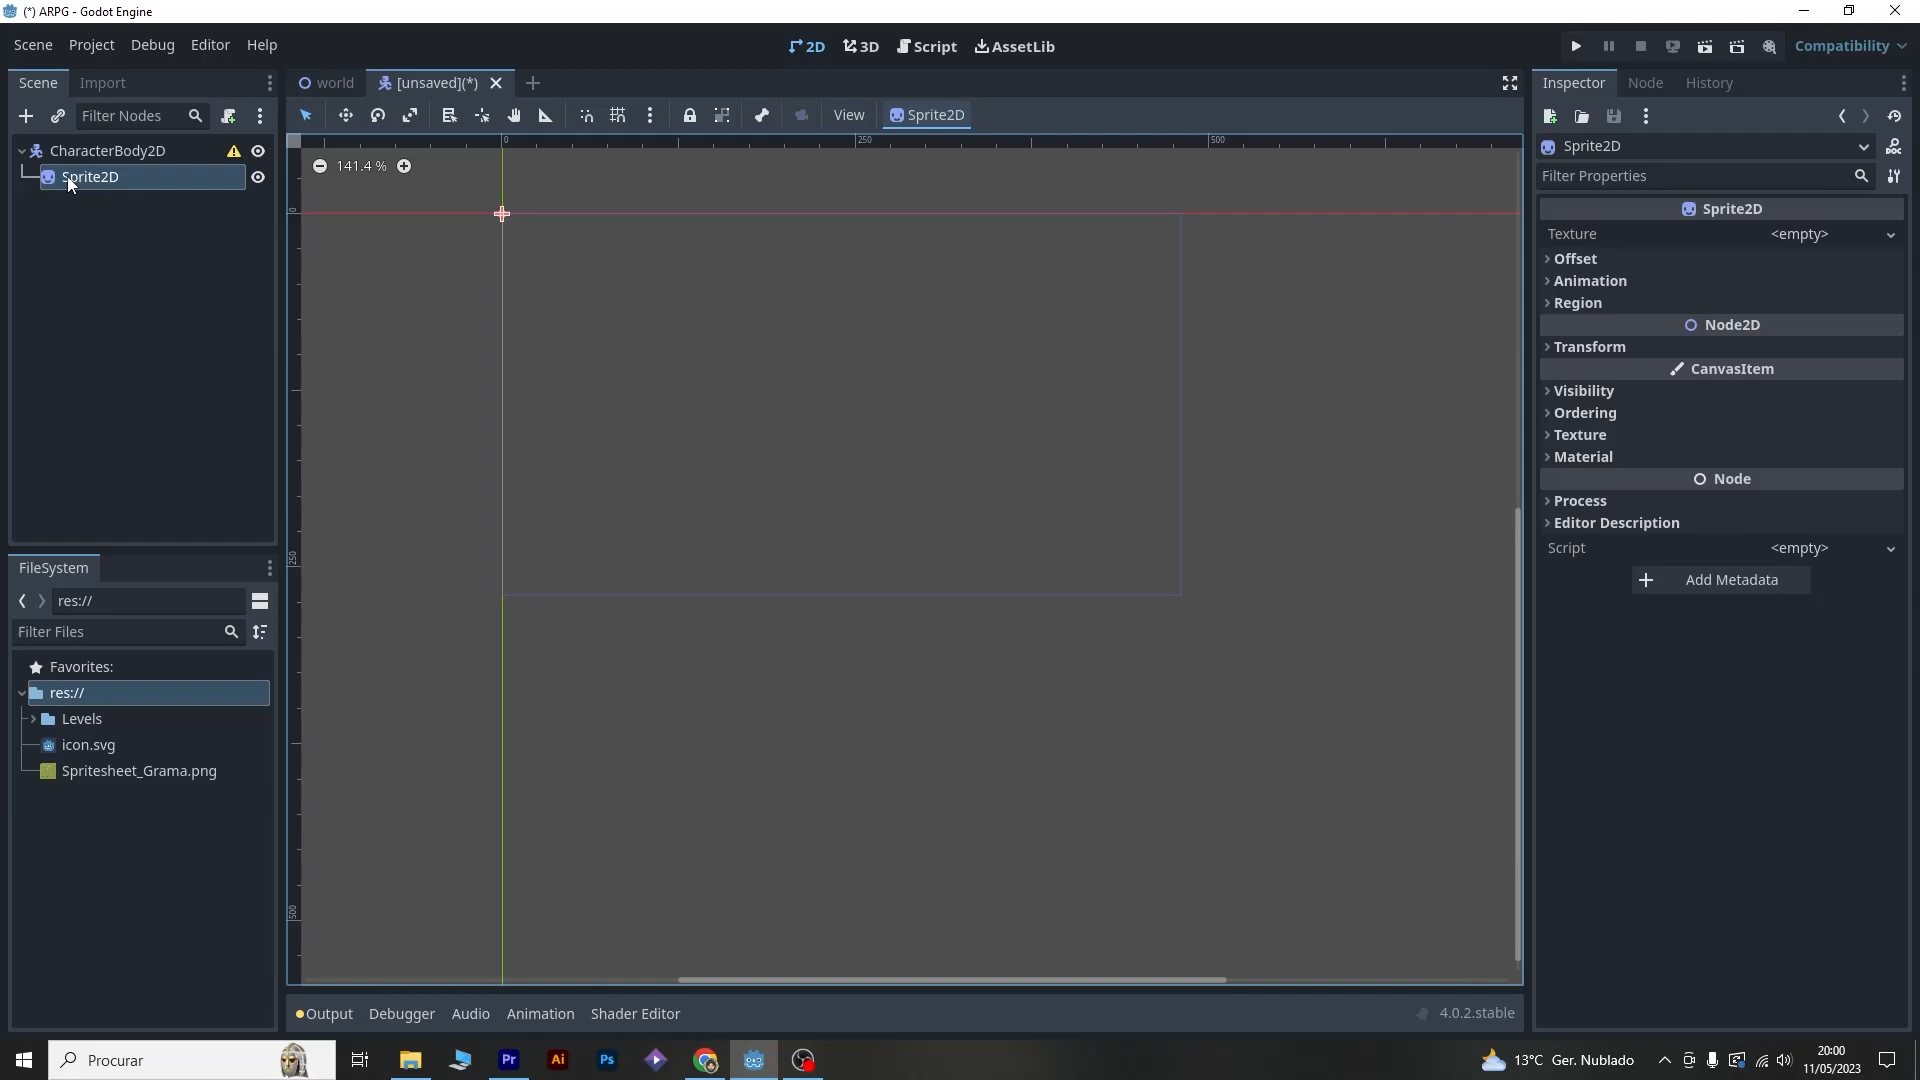 (*) ARPG - Godot Engine
Scene Project Debug Editor Help
2D 3D Script AssetLib
Compatibility
Scene Import
world [unsaved](*)
Inspector Node History
Filter Nodes
View Sprite2D
CharacterBody2D
Sprite2D
0 250 500
141.4 %
0
250
500
Sprite2D
Filter Properties
Sprite2D
Texture <empty>
Offset
Animation
Region
Node2D
Transform
CanvasItem
Visibility
Ordering
Texture
Material
Node
Process
Editor Description
Script <empty>
Add Metadata
FileSystem
res://
Filter Files
Favorites:
res://
Levels
icon.svg
Spritesheet_Grama.png
Output Debugger Audio Animation Shader Editor
4.0.2.stable
Procurar
Pr Ai Ps
13°C Ger. Nublado
20:00
11/05/2023